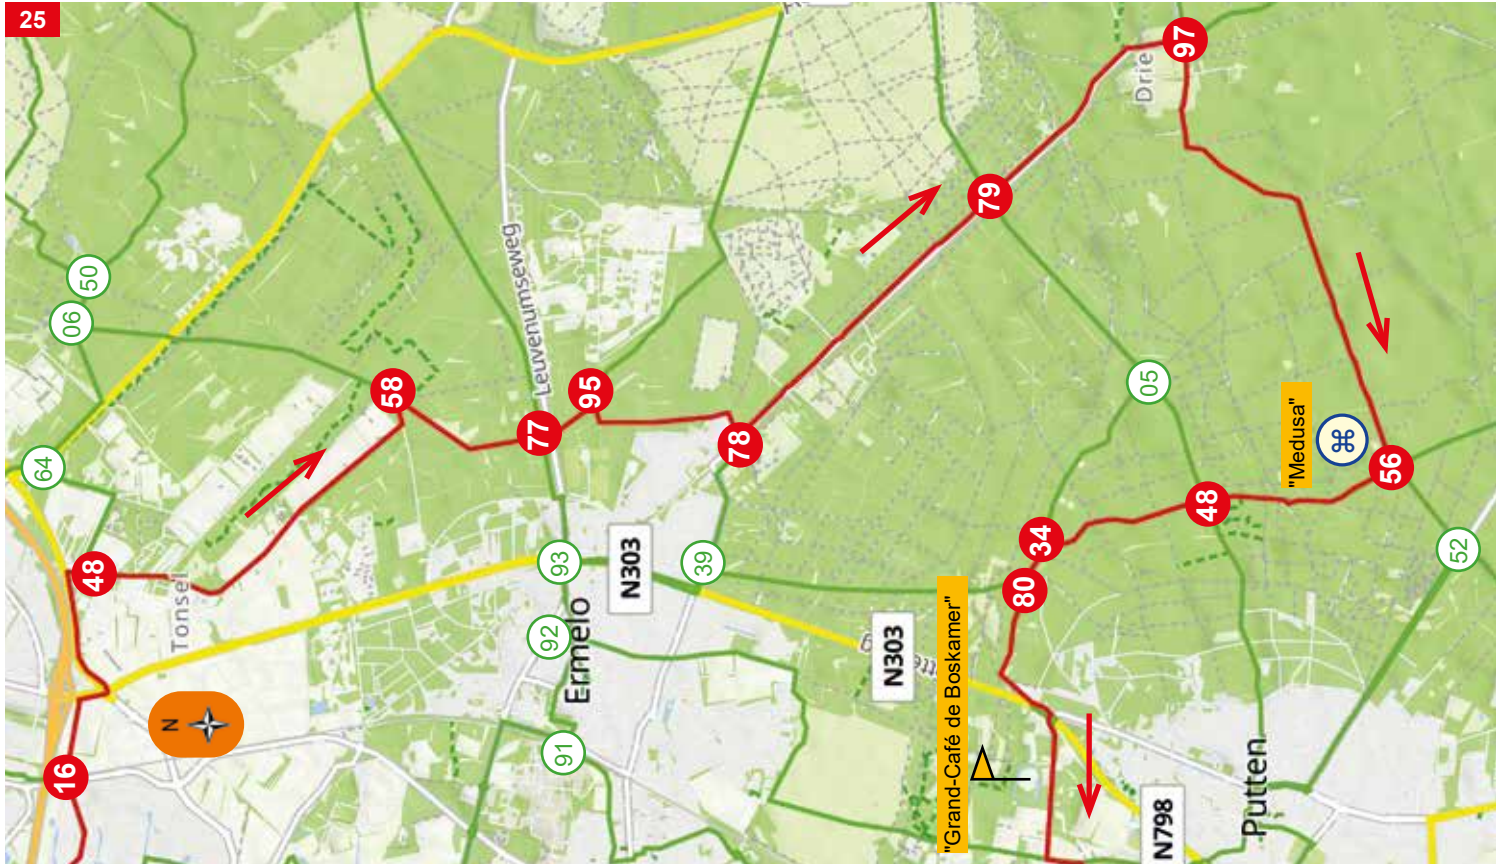 25
97
Drie
79
50
06
58
Leuvenumseweg
95
77
78
64
05
"Medusa"
56
48
48
34
Tonsel
80
52
93
39
N303
92
Ermelo
N303
"Grand-Café de Boskamer"
N
16
91
Putten
N798